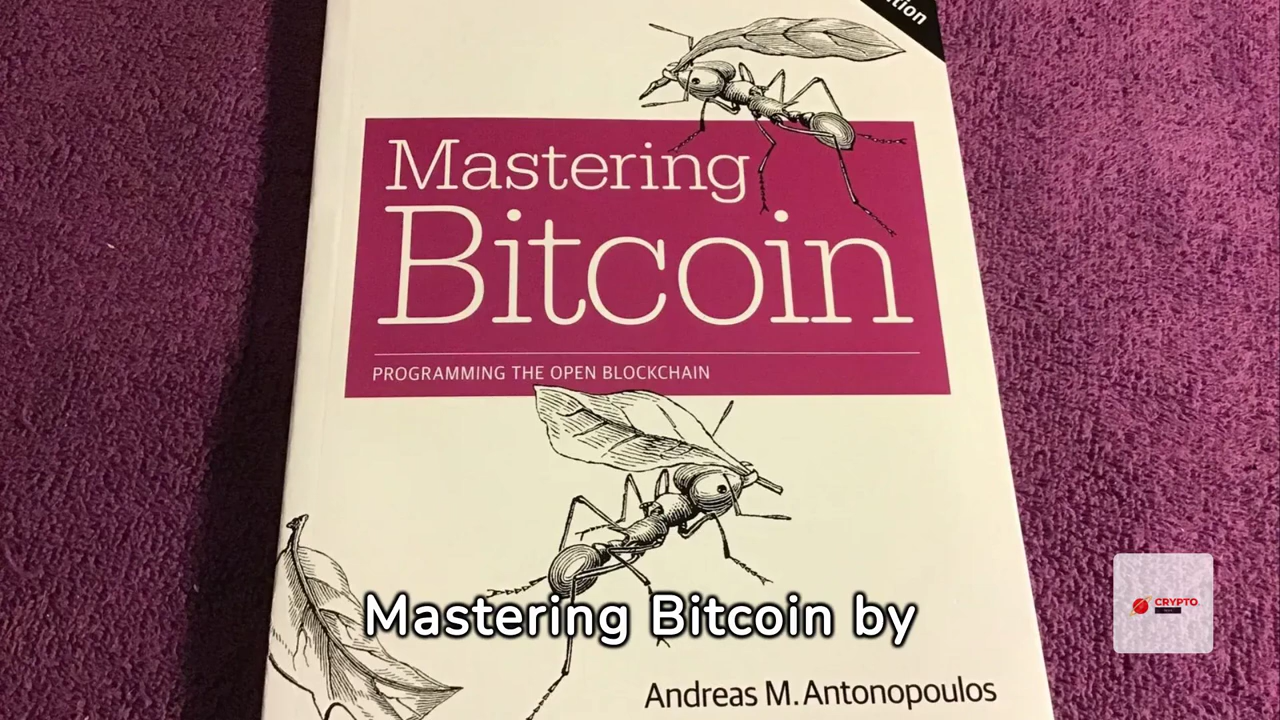 Mastering
Bitcoin
PROGRAMMING THE OPEN BLOCKCHAIN
Mastering Bitcoin by
CRYPTO
Andreas M. Antonopoulos